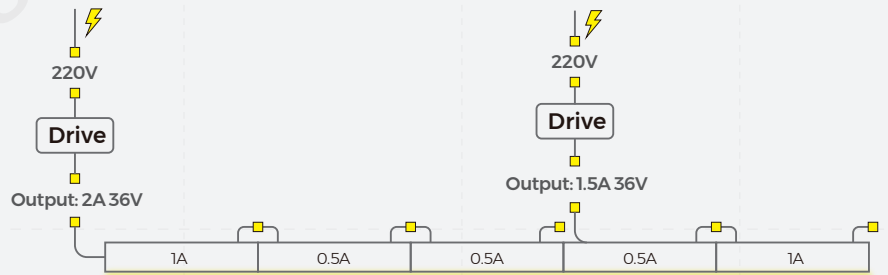 220V
220V
Drive
Drive
Output: 2A 36V
Output: 1.5A 36V
1A
0.5A
0.5A
0.5A
1A